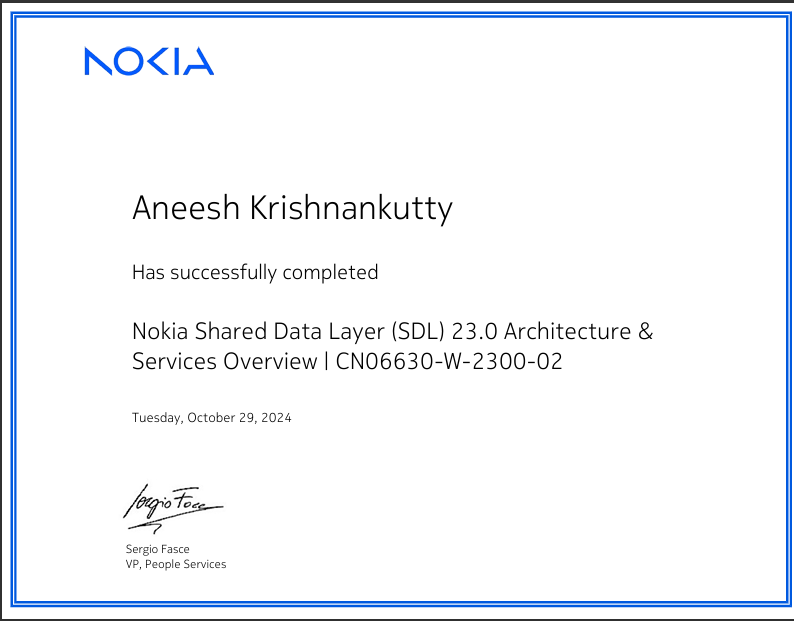 NOKIA
Aneesh Krishnankutty
Has successfully completed
Nokia Shared Data Layer (SDL) 23.0 Architecture &
Services Overview | CN06630-W-2300-02
Tuesday, October 29, 2024
Sergio Fasce
Sergio Fasce
VP, People Services